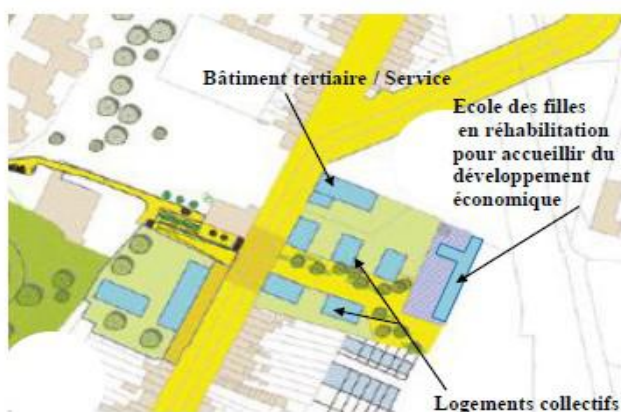 Bâtiment tertiaire / Service
Ecole des filles
en réhabilitation
pour accueillir du
développement
économique
Logements collectifs